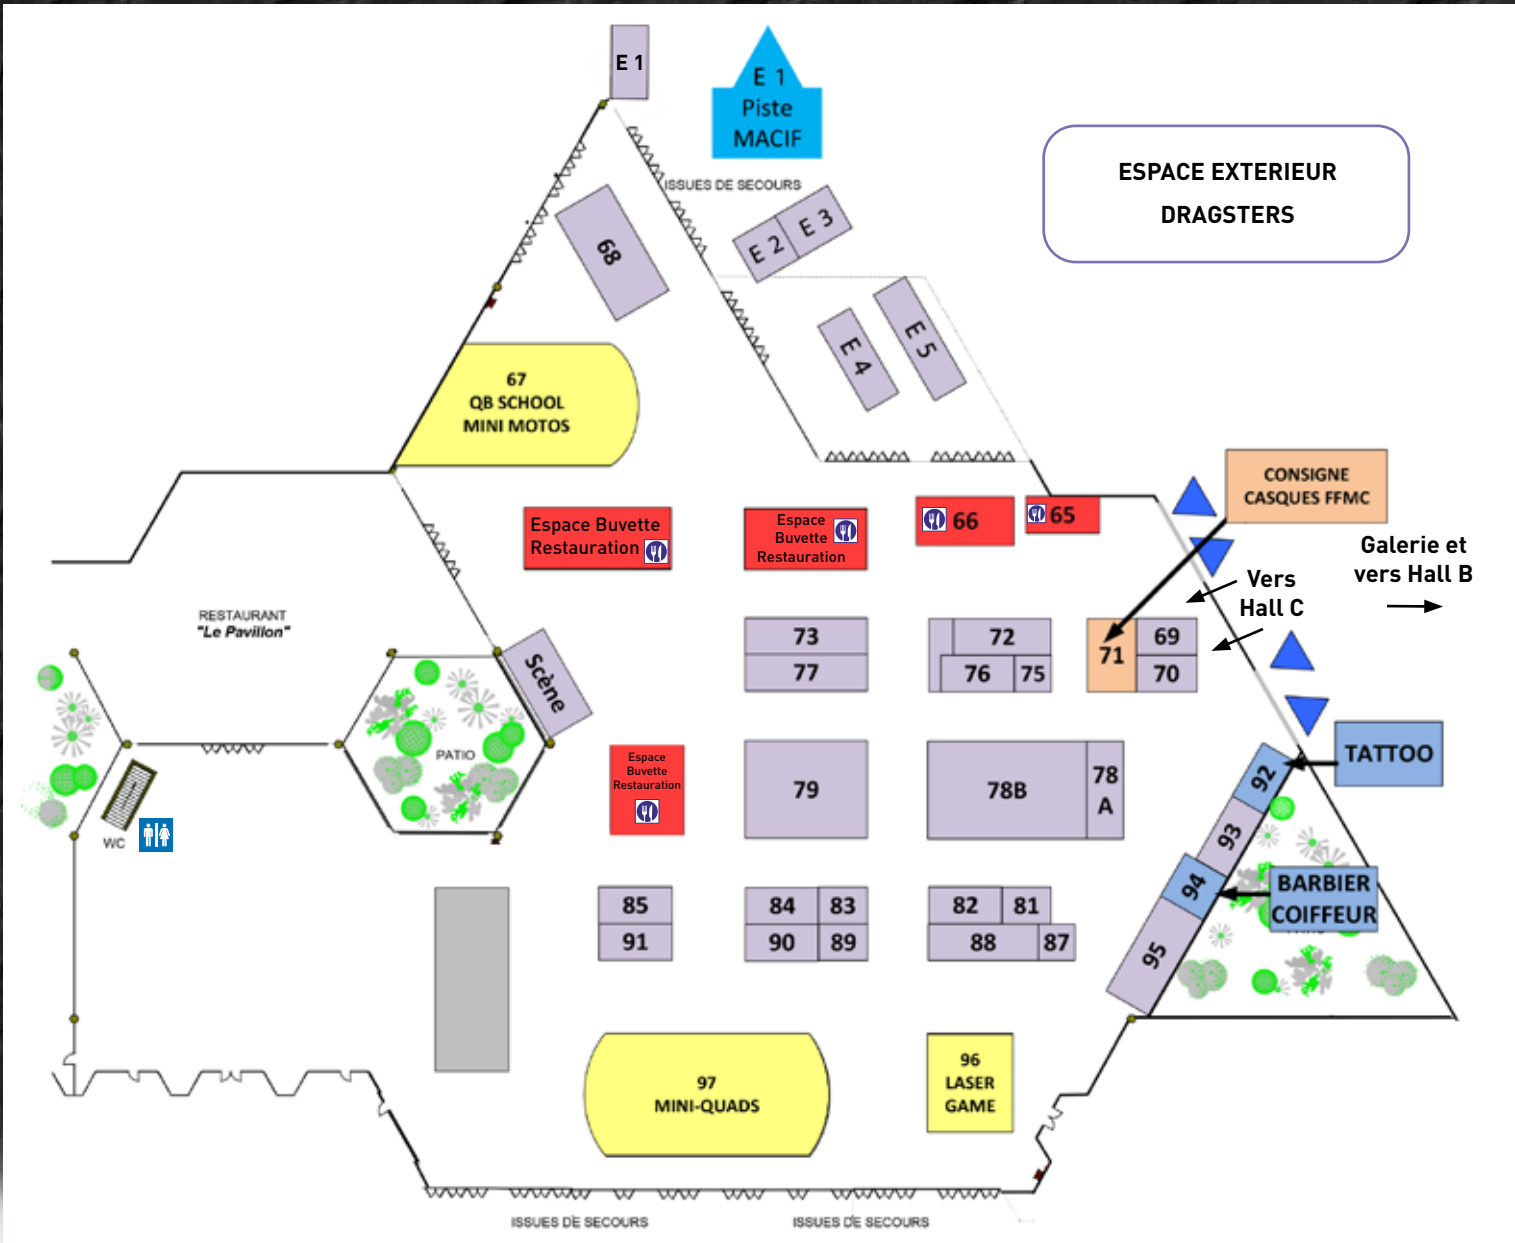 E 1
E 1
Piste
MACIF
ESPACE EXTERIEUR
DRAGSTERS
ISSUES DE SECOURS
E 2
E 3
68
E 4
E 5
67
QB SCHOOL
MINI MOTOS
CONSIGNE
CASQUES FFMC
Espace Buvette
Restauration
Espace
Buvette
Restauration
66
65
Galerie et
vers Hall B
Vers
Hall C
RESTAURANT
"Le Pavillon"
73
77
72
76
75
71
69
70
Scène
PATIO
Espace
Buvette
Restauration
79
78B
78
A
92
TATTOO
93
94
BARBIER
COIFFEUR
95
WC
85
91
84
83
90
89
82
81
88
87
97
MINI-QUADS
96
LASER
GAME
ISSUES DE SECOURS
ISSUES DE SECOURS